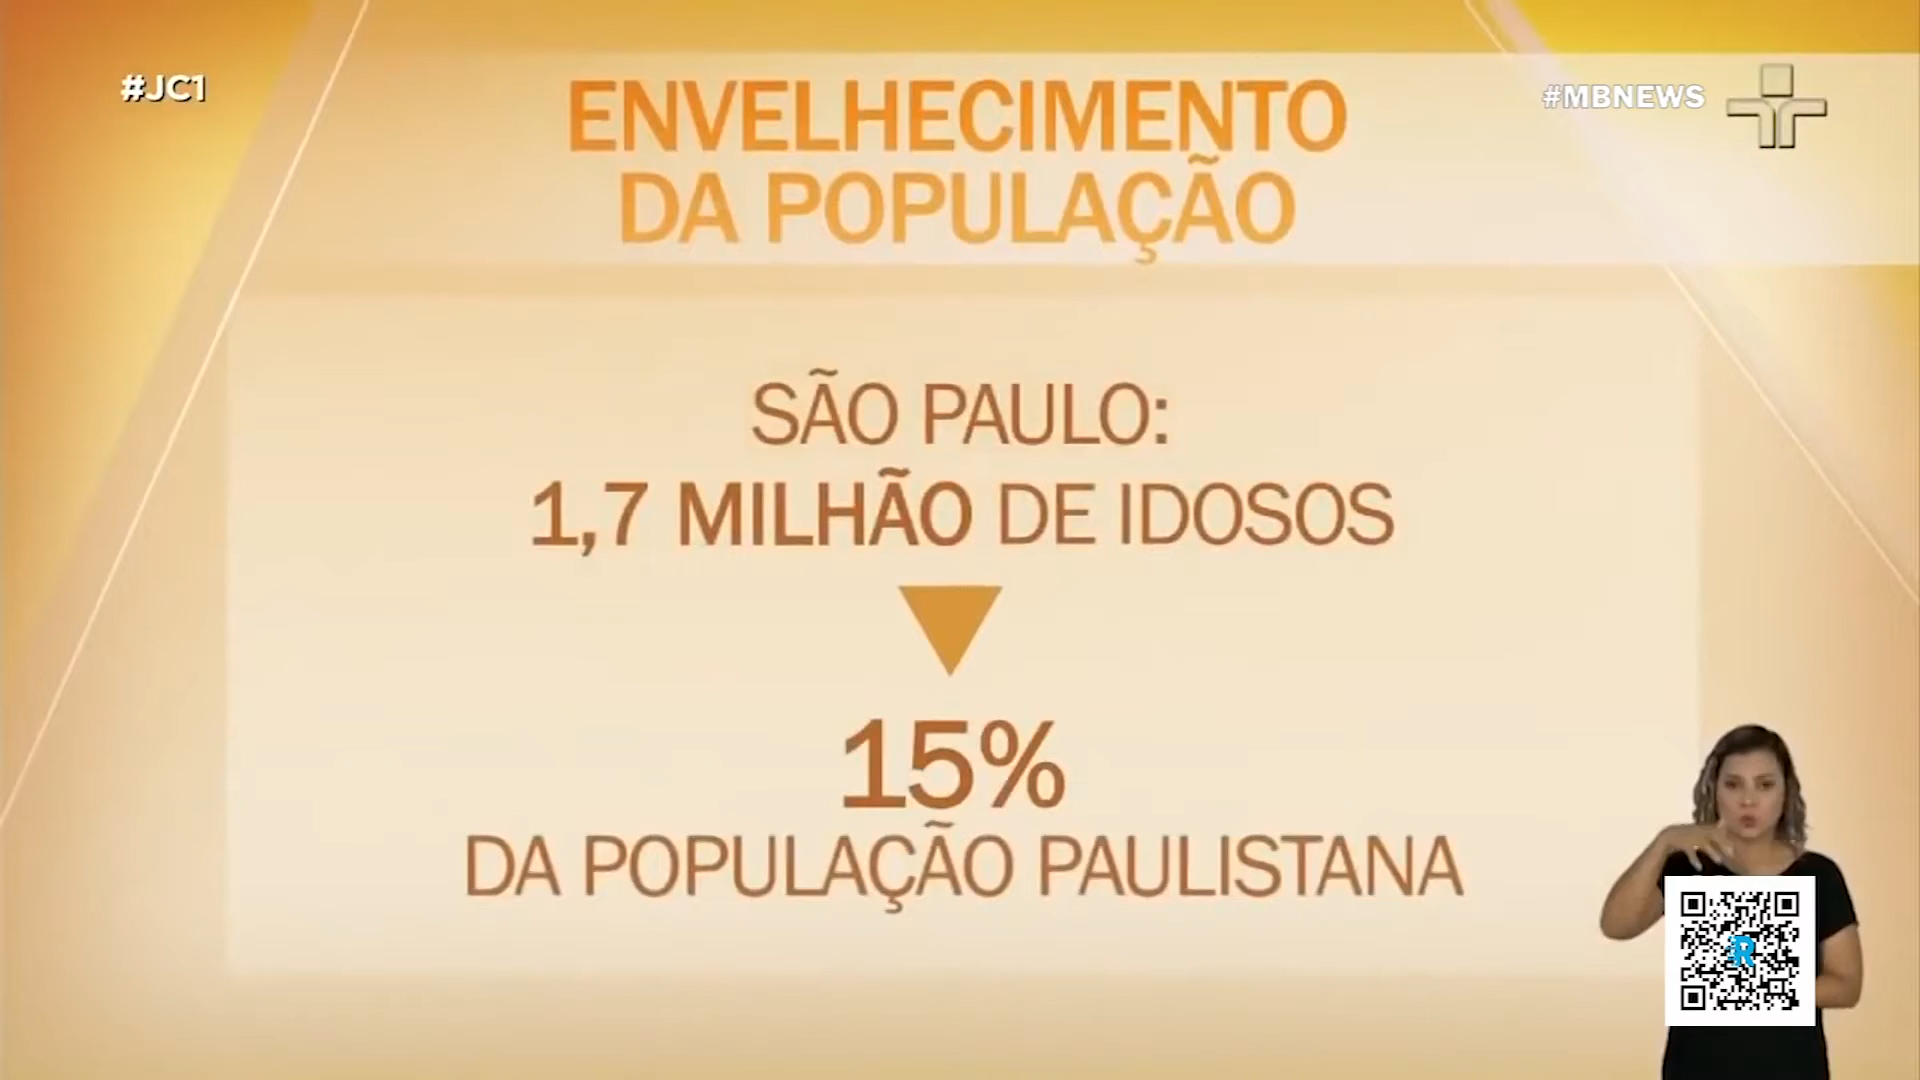 #JC1
#MBNEWS
ENVELHECIMENTO
DA POPULAÇÃO
SÃO PAULO:
1,7 MILHÃO DE IDOSOS
15%
DA POPULAÇÃO PAULISTANA
R